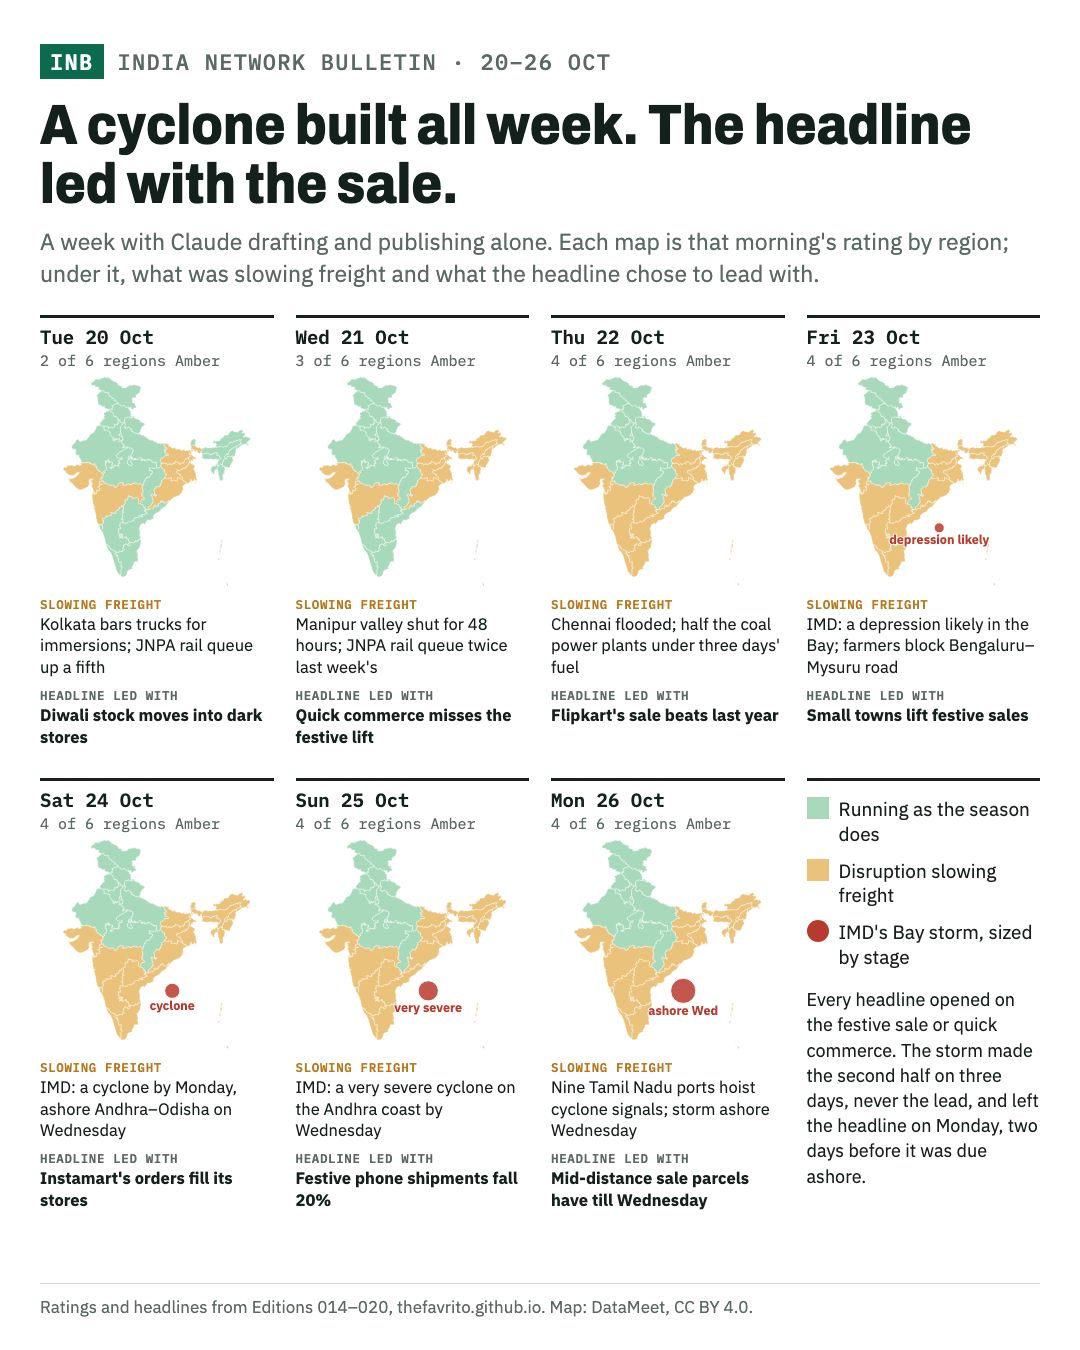 INB INDIA NETWORK BULLETIN · 20–26 OCT
A cyclone built all week. The headline
led with the sale.
A week with Claude drafting and publishing alone. Each map is that morning's rating by region;
under it, what was slowing freight and what the headline chose to lead with.
Tue 20 Oct
2 of 6 regions Amber
SLOWING FREIGHT
Kolkata bars trucks for
immersions; JNPA rail queue
up a fifth
HEADLINE LED WITH
Diwali stock moves into dark
stores
Wed 21 Oct
3 of 6 regions Amber
SLOWING FREIGHT
Manipur valley shut for 48
hours; JNPA rail queue twice
last week's
HEADLINE LED WITH
Quick commerce misses the
festive lift
Thu 22 Oct
4 of 6 regions Amber
SLOWING FREIGHT
Chennai flooded; half the coal
power plants under three days'
fuel
HEADLINE LED WITH
Flipkart's sale beats last year
Fri 23 Oct
4 of 6 regions Amber
depression likely
SLOWING FREIGHT
IMD: a depression likely in the
Bay; farmers block Bengaluru–
Mysuru road
HEADLINE LED WITH
Small towns lift festive sales
Sat 24 Oct
4 of 6 regions Amber
cyclone
SLOWING FREIGHT
IMD: a cyclone by Monday,
ashore Andhra–Odisha on
Wednesday
HEADLINE LED WITH
Instamart's orders fill its
stores
Sun 25 Oct
4 of 6 regions Amber
very severe
SLOWING FREIGHT
IMD: a very severe cyclone on
the Andhra coast by
Wednesday
HEADLINE LED WITH
Festive phone shipments fall
20%
Mon 26 Oct
4 of 6 regions Amber
ashore Wed
SLOWING FREIGHT
Nine Tamil Nadu ports hoist
cyclone signals; storm ashore
Wednesday
HEADLINE LED WITH
Mid-distance sale parcels
have till Wednesday
Running as the season
does
Disruption slowing
freight
IMD's Bay storm, sized
by stage
Every headline opened on
the festive sale or quick
commerce. The storm made
the second half on three
days, never the lead, and left
the headline on Monday, two
days before it was due
ashore.
Ratings and headlines from Editions 014–020, thefavrito.github.io. Map: DataMeet, CC BY 4.0.